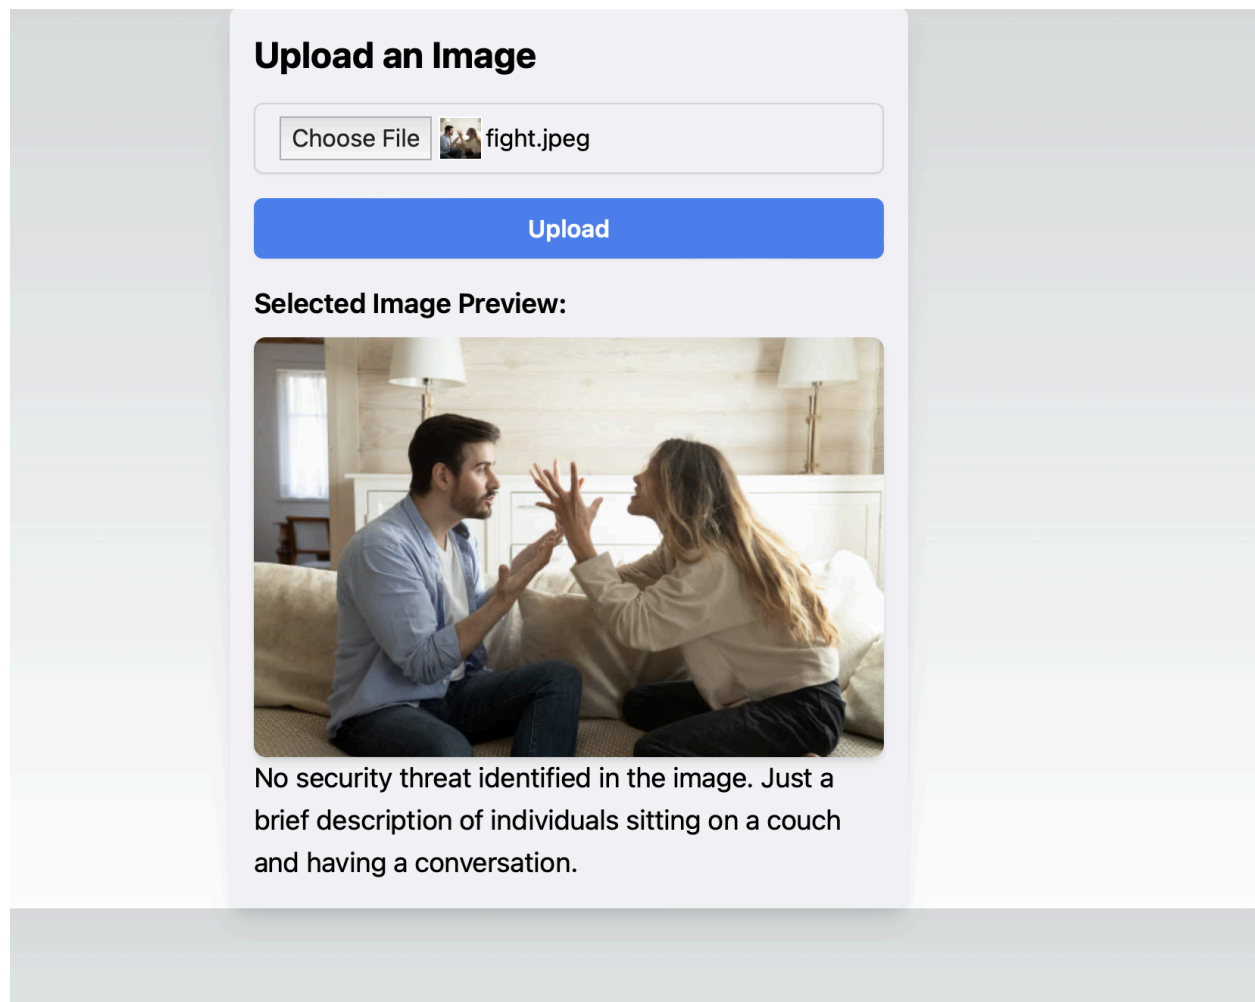 Upload an Image
Choose File fight.jpeg
Upload
Selected Image Preview:
No security threat identified in the image. Just a
brief description of individuals sitting on a couch
and having a conversation.